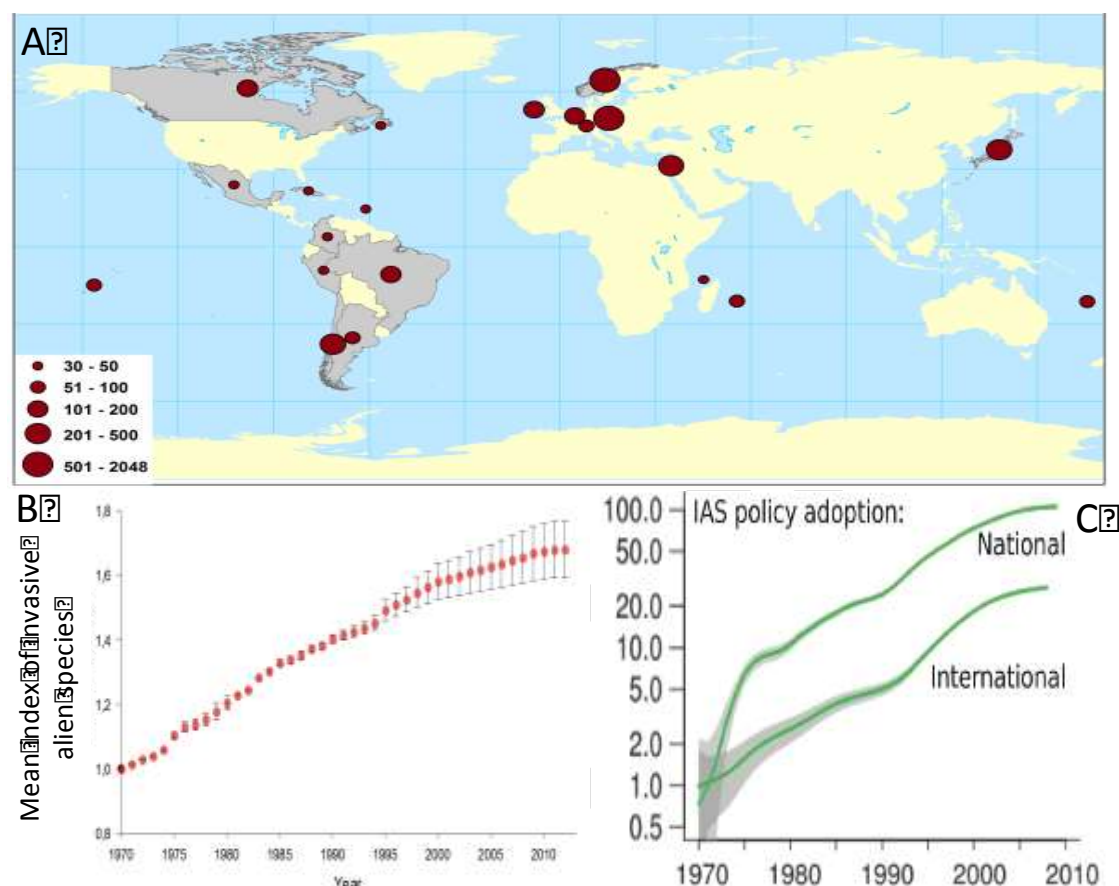 A⍰
30 - 50
51 - 100
101 - 200
201 - 500
501 - 2048
B⍰
Mean⍰index⍰of⍰invasive⍰
alien⍰species⍰
1,8
1,6
1,4
1,2
1,0
0,8
1970
1975
1980
1985
1990
1995
2000
2005
2010
Year
C⍰
IAS policy adoption:
National
International
100.0
50.0
20.0
10.0
5.0
2.0
1.0
0.5
1970
1980
1990
2000
2010